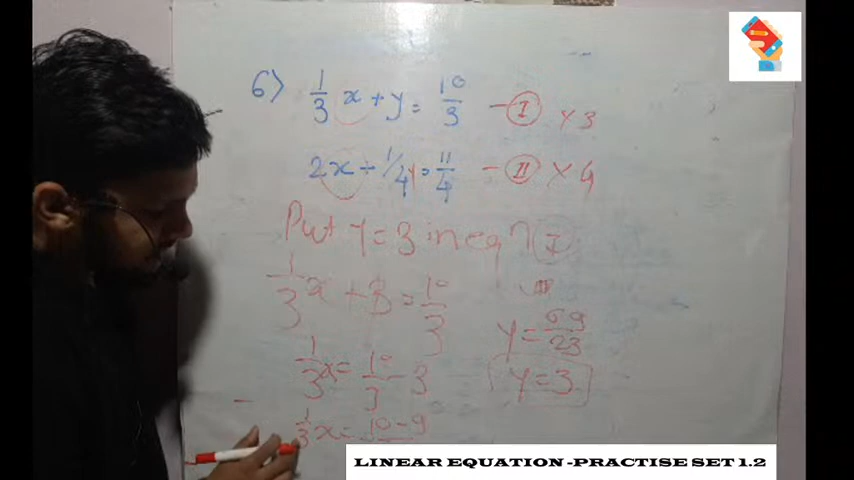 6) 1/3 x + y = 10/3 - I × 3
2x + 1/4 y = 11/4 - II × 4
Put y = 3 in eqn I
1/3 x + 3 = 10/3
y = 69/23
1/3 x = 10/3 - 3
y = 3
1/3 x = 10-9
LINEAR EQUATION -PRACTISE SET 1.2